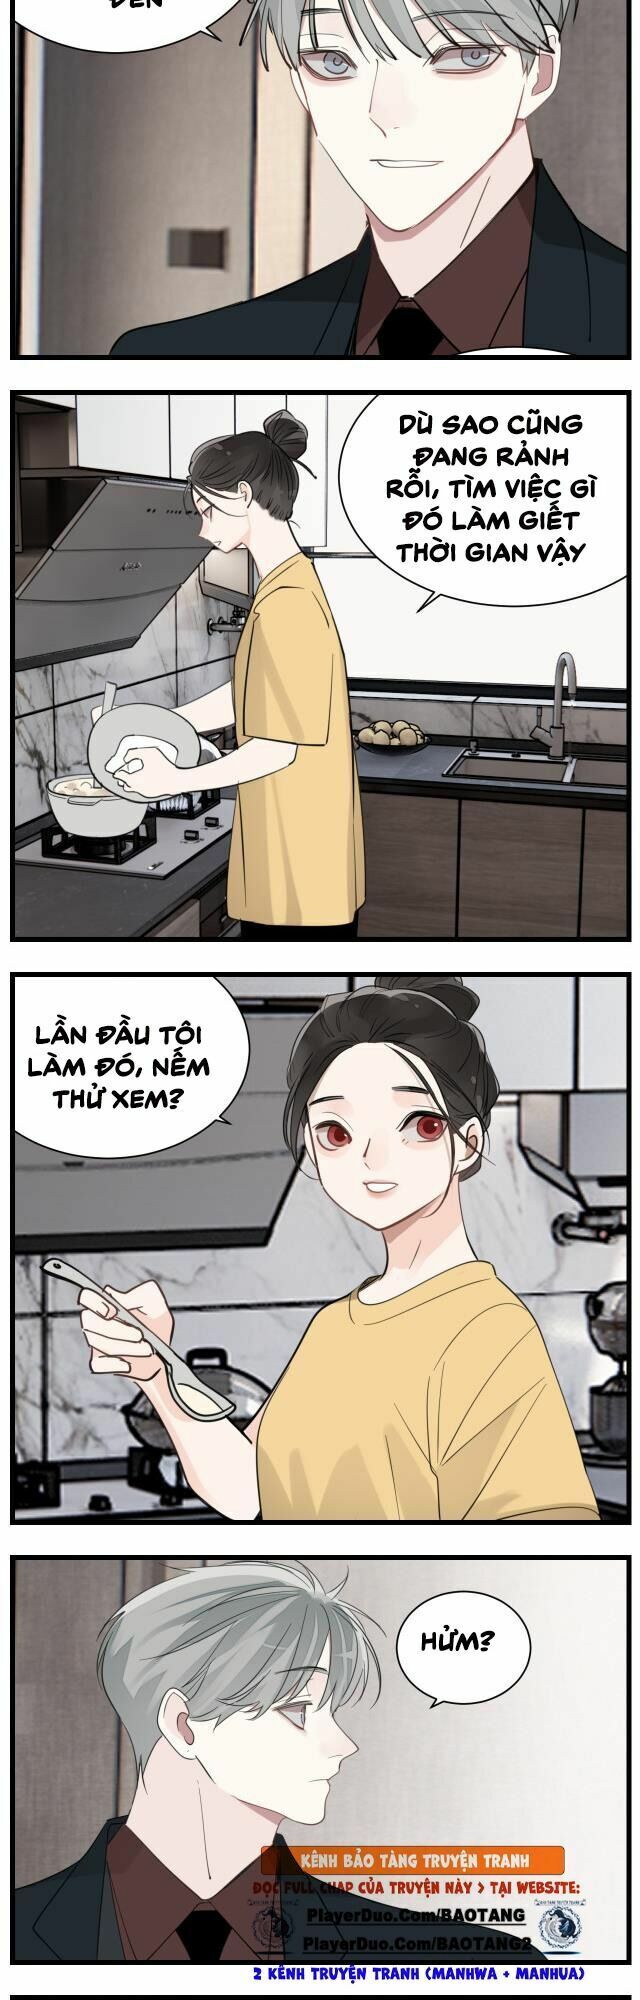 ĐẾN
DÙ SAO CŨNG
ĐANG RẢNH
RỖI, TÌM VIỆC GÌ
ĐÓ LÀM GIẾT
THỜI GIAN VẬY
LẦN ĐẦU TÔI
LÀM ĐÓ, NẾM
THỬ XEM?
HỬM?
KÊNH BẢO TÀNG TRUYỆN TRANH
ĐỌC FULL CHAP CỦA TRUYỆN NÀY > TẠI WEBSITE:
PlayerDuo.Com/BAOTANG
PlayerDuo.Com/BAOTANG2
2 KÊNH TRUYỆN TRANH (MANHWA + MANHUA)